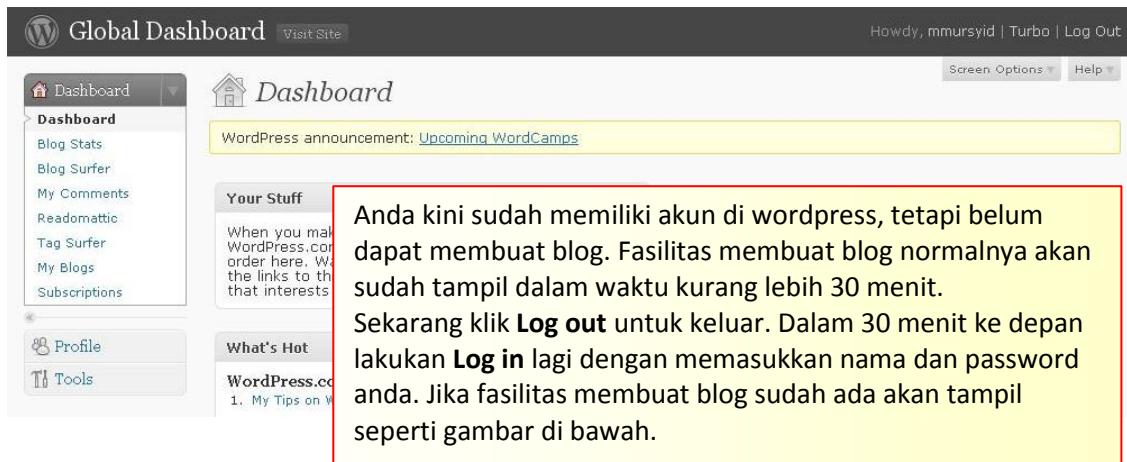 Global Dashboard Visit Site
Howdy, mmursyid | Turbo | Log Out
Screen Options Help
Dashboard
Dashboard
Blog Stats
Blog Surfer
My Comments
Readomattic
Tag Surfer
My Blogs
Subscriptions
Profile
Tools
Dashboard
WordPress announcement: Upcoming WordCamps
Your Stuff
When you mak
WordPress.co
order here. W
the links to th
that interests
What's Hot
WordPress.co
1. My Tips on W
Anda kini sudah memiliki akun di wordpress, tetapi belum
dapat membuat blog. Fasilitas membuat blog normalnya akan
sudah tampil dalam waktu kurang lebih 30 menit.
Sekarang klik Log out untuk keluar. Dalam 30 menit ke depan
lakukan Log in lagi dengan memasukkan nama dan password
anda. Jika fasilitas membuat blog sudah ada akan tampil
seperti gambar di bawah.